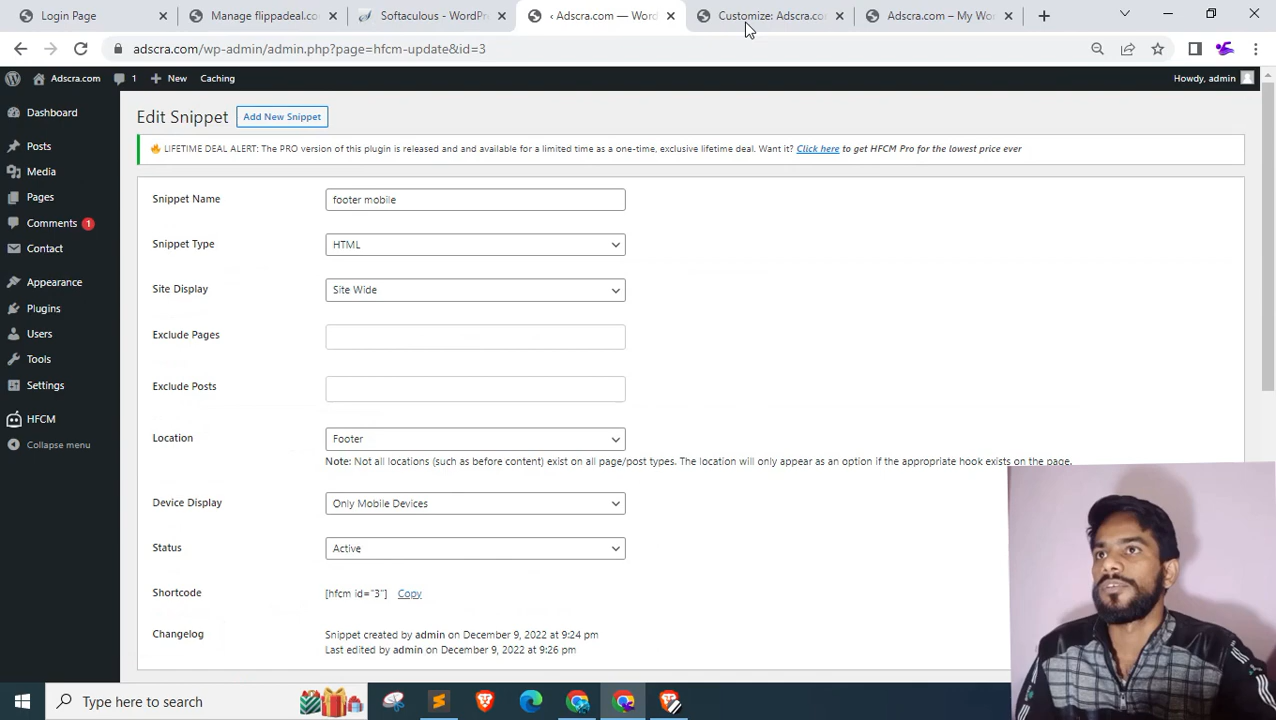 Login Page
Manage flippadeal.co
Softaculous - WordPr
‹ Adscra.com — Wor
Customize: Adscra.co
Adscra.com – My Wo
adscra.com/wp-admin/admin.php?page=hfcm-update&id=3
Adscra.com
1
New
Caching
Howdy, admin
Dashboard
Posts
Media
Pages
Comments 1
Contact
Appearance
Plugins
Users
Tools
Settings
HFCM
Collapse menu
Edit Snippet
Add New Snippet
LIFETIME DEAL ALERT: The PRO version of this plugin is released and and available for a limited time as a one-time, exclusive lifetime deal. Want it? Click here to get HFCM Pro for the lowest price ever
Snippet Name
footer mobile
Snippet Type
HTML
Site Display
Site Wide
Exclude Pages
Exclude Posts
Location
Footer
Note: Not all locations (such as before content) exist on all page/post types. The location will only appear as an option if the appropriate hook exists on the page.
Device Display
Only Mobile Devices
Status
Active
Shortcode
[hfcm id="3"] Copy
Changelog
Snippet created by admin on December 9, 2022 at 9:24 pm
Last edited by admin on December 9, 2022 at 9:26 pm
Type here to search